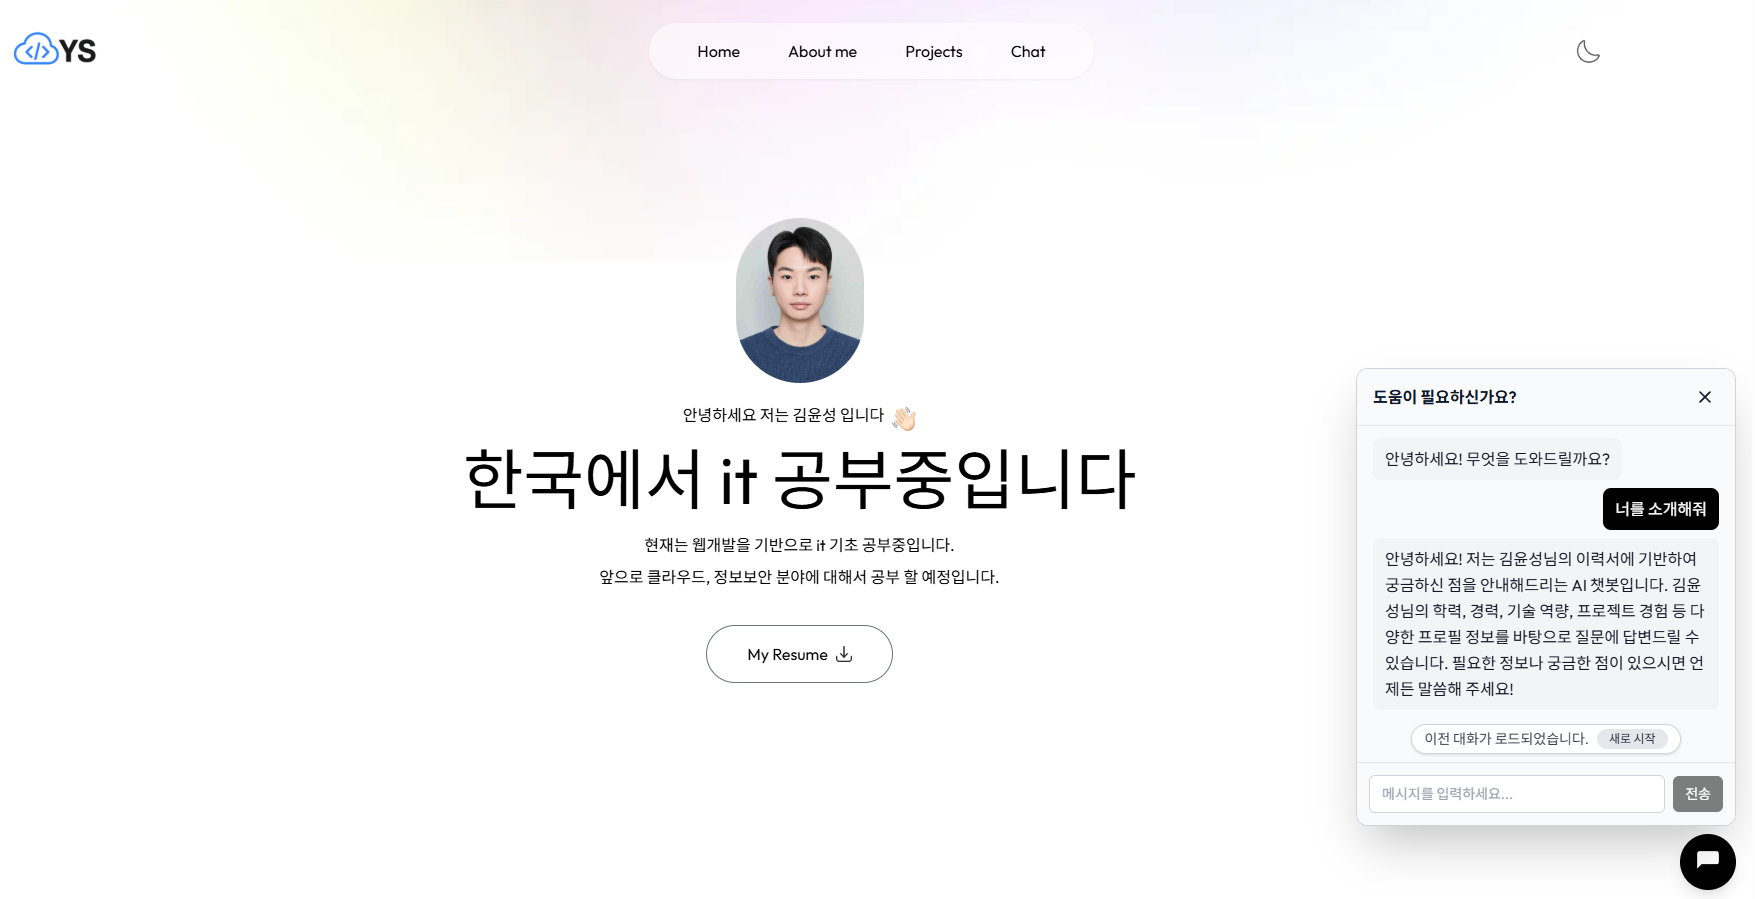 YS
Home
About me
Projects
Chat
안녕하세요 저는 김윤성 입니다
한국에서 it 공부중입니다
현재는 웹개발을 기반으로 it 기초 공부중입니다.
앞으로 클라우드, 정보보안 분야에 대해서 공부 할 예정입니다.
My Resume
도움이 필요하신가요?
안녕하세요! 무엇을 도와드릴까요?
너를 소개해줘
안녕하세요! 저는 김윤성님의 이력서에 기반하여
궁금하신 점을 안내해드리는 AI 챗봇입니다. 김윤
성님의 학력, 경력, 기술 역량, 프로젝트 경험 등 다
양한 프로필 정보를 바탕으로 질문에 답변드릴 수
있습니다. 필요한 정보나 궁금한 점이 있으시면 언
제든 말씀해 주세요!
이전 대화가 로드되었습니다.
새로 시작
메시지를 입력하세요...
전송